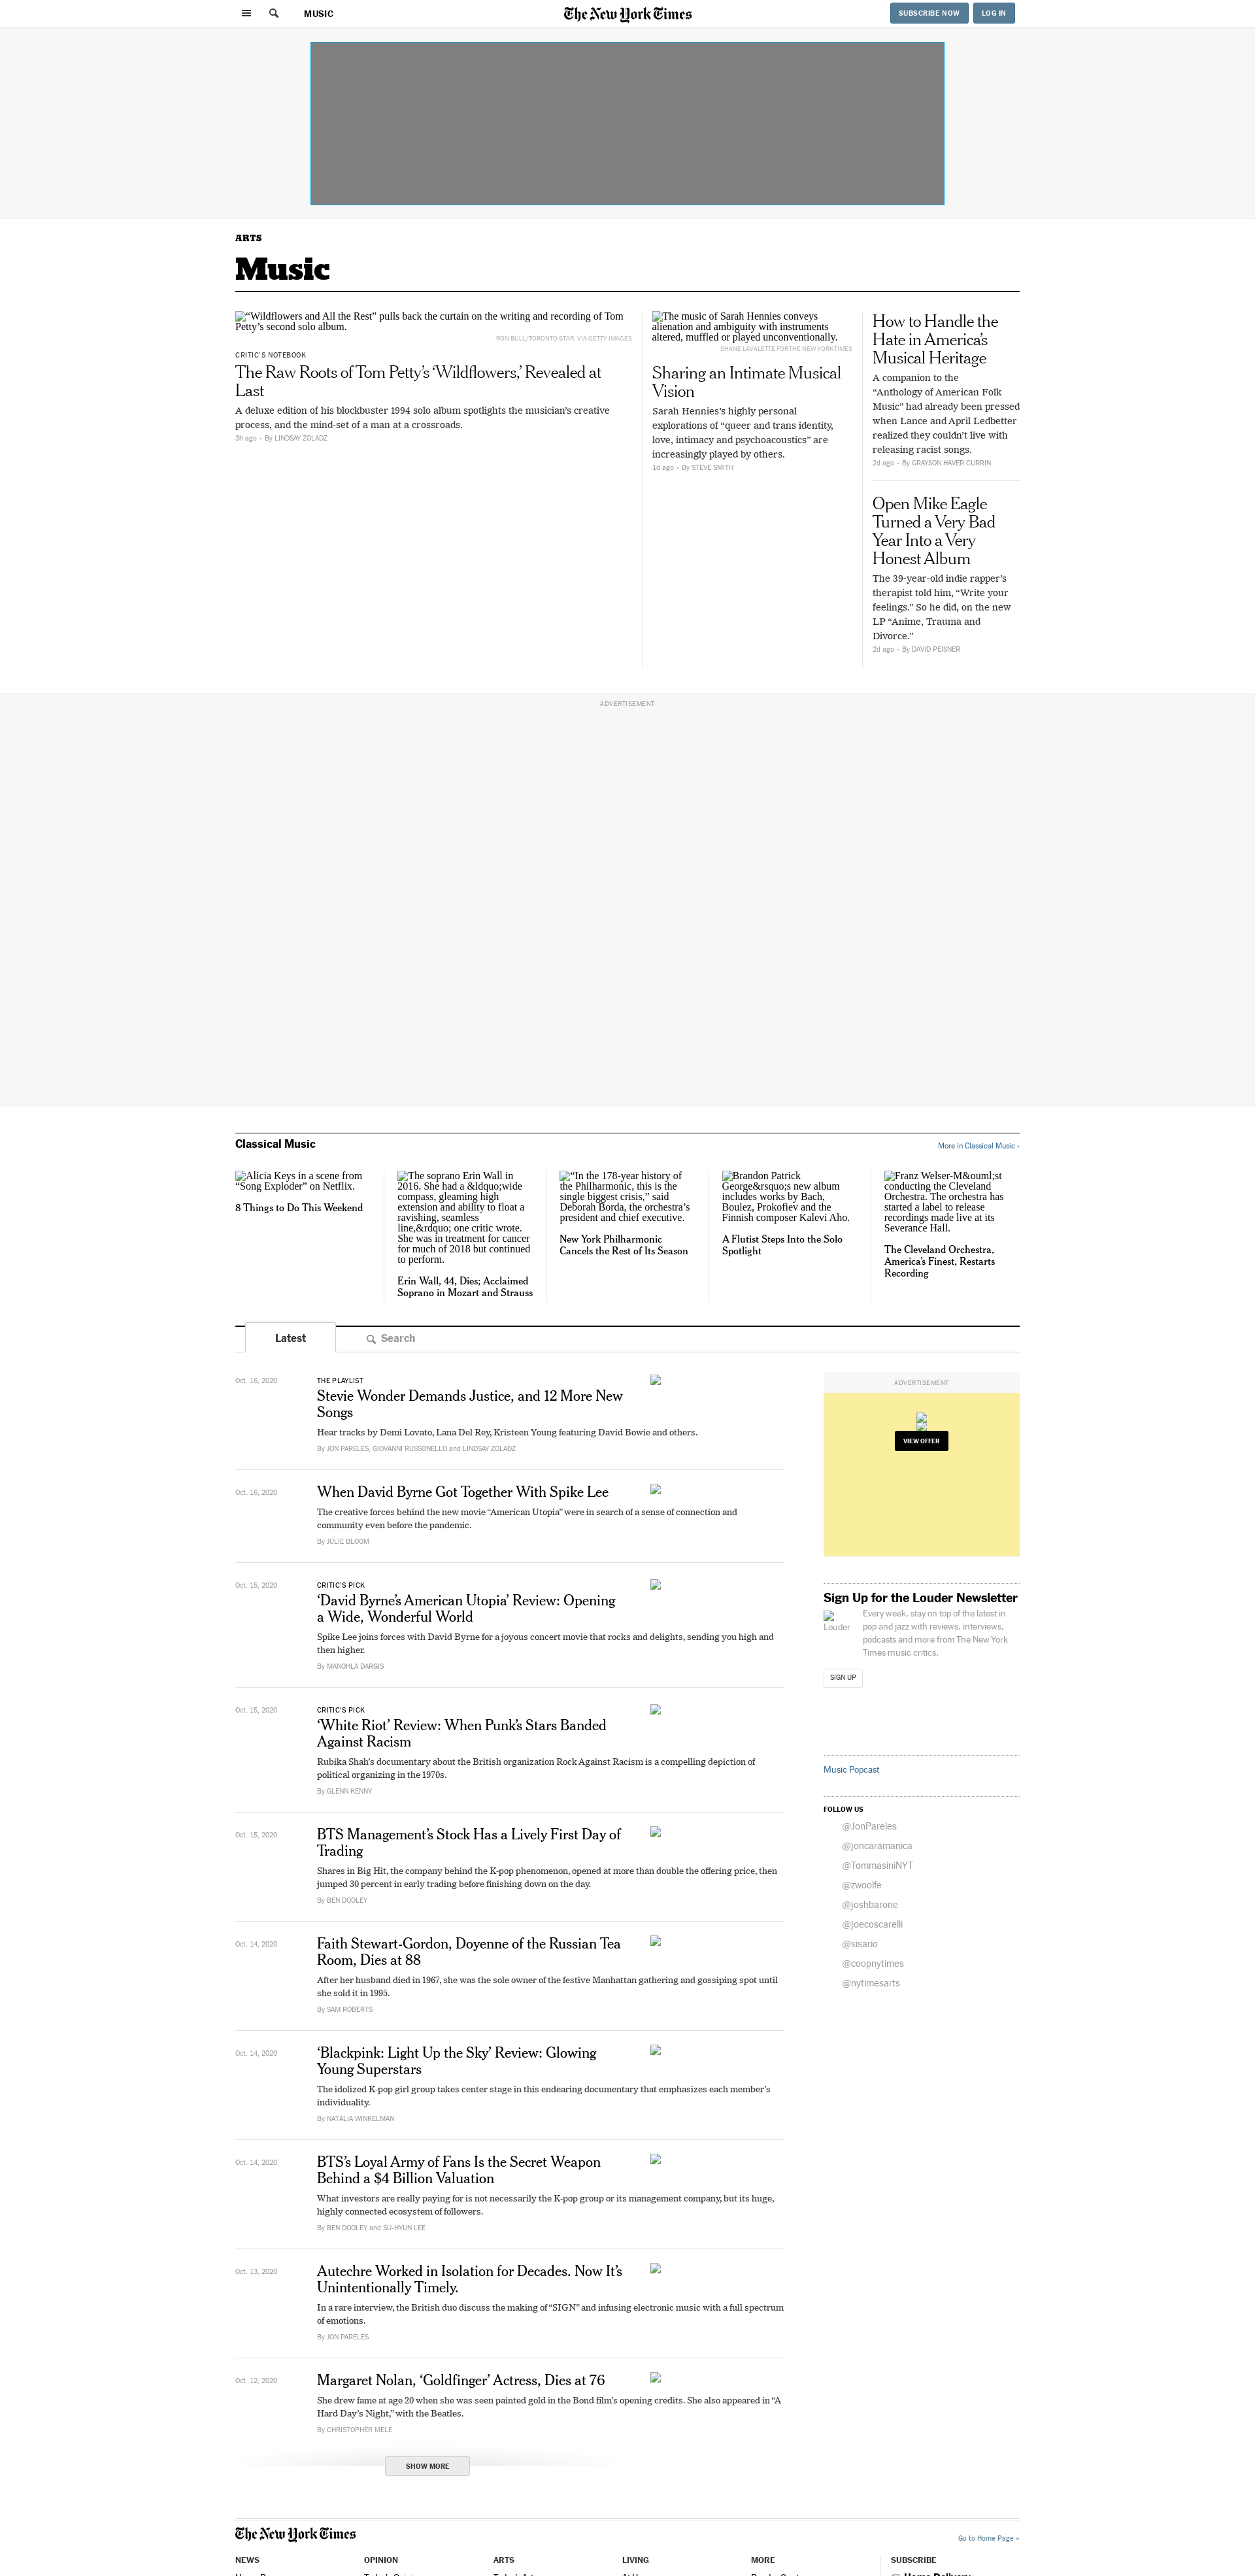 MUSIC
The New York Times
SUBSCRIBE NOW
LOG IN
ARTS
Music
“Wildflowers and All the Rest” pulls back the curtain on the writing and recording of Tom
Petty’s second solo album.
RON BULL/TORONTO STAR, VIA GETTY IMAGES
CRITIC’S NOTEBOOK
The Raw Roots of Tom Petty’s ‘Wildflowers,’ Revealed at
Last
A deluxe edition of his blockbuster 1994 solo album spotlights the musician’s creative
process, and the mind-set of a man at a crossroads.
3h ago • By LINDSAY ZOLADZ
The music of Sarah Hennies conveys
alienation and ambiguity with instruments
altered, muffled or played unconventionally.
SHANE LAVALETTE FOR THE NEW YORK TIMES
Sharing an Intimate Musical
Vision
Sarah Hennies’s highly personal
explorations of “queer and trans identity,
love, intimacy and psychoacoustics” are
increasingly played by others.
1d ago • By STEVE SMITH
How to Handle the
Hate in America’s
Musical Heritage
A companion to the
“Anthology of American Folk
Music” had already been pressed
when Lance and April Ledbetter
realized they couldn’t live with
releasing racist songs.
2d ago • By GRAYSON HAVER CURRIN
Open Mike Eagle
Turned a Very Bad
Year Into a Very
Honest Album
The 39-year-old indie rapper’s
therapist told him, “Write your
feelings.” So he did, on the new
LP “Anime, Trauma and
Divorce.”
2d ago • By DAVID PEISNER
ADVERTISEMENT
Classical Music
More in Classical Music ›
Alicia Keys in a scene from
“Song Exploder” on Netflix.
8 Things to Do This Weekend
The soprano Erin Wall in
2016. She had a &ldquo;wide
compass, gleaming high
extension and ability to float a
ravishing, seamless
line,&rdquo; one critic wrote.
She was in treatment for cancer
for much of 2018 but continued
to perform.
Erin Wall, 44, Dies; Acclaimed
Soprano in Mozart and Strauss
“In the 178-year history of
the Philharmonic, this is the
single biggest crisis,” said
Deborah Borda, the orchestra’s
president and chief executive.
New York Philharmonic
Cancels the Rest of Its Season
Brandon Patrick
George&rsquo;s new album
includes works by Bach,
Boulez, Prokofiev and the
Finnish composer Kalevi Aho.
A Flutist Steps Into the Solo
Spotlight
Franz Welser-M&ouml;st
conducting the Cleveland
Orchestra. The orchestra has
started a label to release
recordings made live at its
Severance Hall.
The Cleveland Orchestra,
America’s Finest, Restarts
Recording
Latest
Search
Oct. 16, 2020
THE PLAYLIST
Stevie Wonder Demands Justice, and 12 More New
Songs
Hear tracks by Demi Lovato, Lana Del Rey, Kristeen Young featuring David Bowie and others.
By JON PARELES, GIOVANNI RUSSONELLO and LINDSAY ZOLADZ
Oct. 16, 2020
When David Byrne Got Together With Spike Lee
The creative forces behind the new movie “American Utopia” were in search of a sense of connection and
community even before the pandemic.
By JULIE BLOOM
Oct. 15, 2020
CRITIC’S PICK
‘David Byrne’s American Utopia’ Review: Opening
a Wide, Wonderful World
Spike Lee joins forces with David Byrne for a joyous concert movie that rocks and delights, sending you high and
then higher.
By MANOHLA DARGIS
Oct. 15, 2020
CRITIC’S PICK
‘White Riot’ Review: When Punk’s Stars Banded
Against Racism
Rubika Shah’s documentary about the British organization Rock Against Racism is a compelling depiction of
political organizing in the 1970s.
By GLENN KENNY
Oct. 15, 2020
BTS Management’s Stock Has a Lively First Day of
Trading
Shares in Big Hit, the company behind the K-pop phenomenon, opened at more than double the offering price, then
jumped 30 percent in early trading before finishing down on the day.
By BEN DOOLEY
Oct. 14, 2020
Faith Stewart-Gordon, Doyenne of the Russian Tea
Room, Dies at 88
After her husband died in 1967, she was the sole owner of the festive Manhattan gathering and gossiping spot until
she sold it in 1995.
By SAM ROBERTS
Oct. 14, 2020
‘Blackpink: Light Up the Sky’ Review: Glowing
Young Superstars
The idolized K-pop girl group takes center stage in this endearing documentary that emphasizes each member’s
individuality.
By NATALIA WINKELMAN
Oct. 14, 2020
BTS’s Loyal Army of Fans Is the Secret Weapon
Behind a $4 Billion Valuation
What investors are really paying for is not necessarily the K-pop group or its management company, but its huge,
highly connected ecosystem of followers.
By BEN DOOLEY and SU-HYUN LEE
Oct. 13, 2020
Autechre Worked in Isolation for Decades. Now It’s
Unintentionally Timely.
In a rare interview, the British duo discuss the making of “SIGN” and infusing electronic music with a full spectrum
of emotions.
By JON PARELES
Oct. 12, 2020
Margaret Nolan, ‘Goldfinger’ Actress, Dies at 76
She drew fame at age 20 when she was seen painted gold in the Bond film’s opening credits. She also appeared in “A
Hard Day’s Night,” with the Beatles.
By CHRISTOPHER MELE
SHOW MORE
ADVERTISEMENT
VIEW OFFER
Sign Up for the Louder Newsletter
Louder
Every week, stay on top of the latest in
pop and jazz with reviews, interviews,
podcasts and more from The New York
Times music critics.
SIGN UP
Music Popcast
FOLLOW US
@JonPareles
@joncaramanica
@TommasiniNYT
@zwoolfe
@joshbarone
@joecoscarelli
@sisario
@coopnytimes
@nytimesarts
The New York Times
Go to Home Page »
NEWS
OPINION
ARTS
LIVING
MORE
SUBSCRIBE